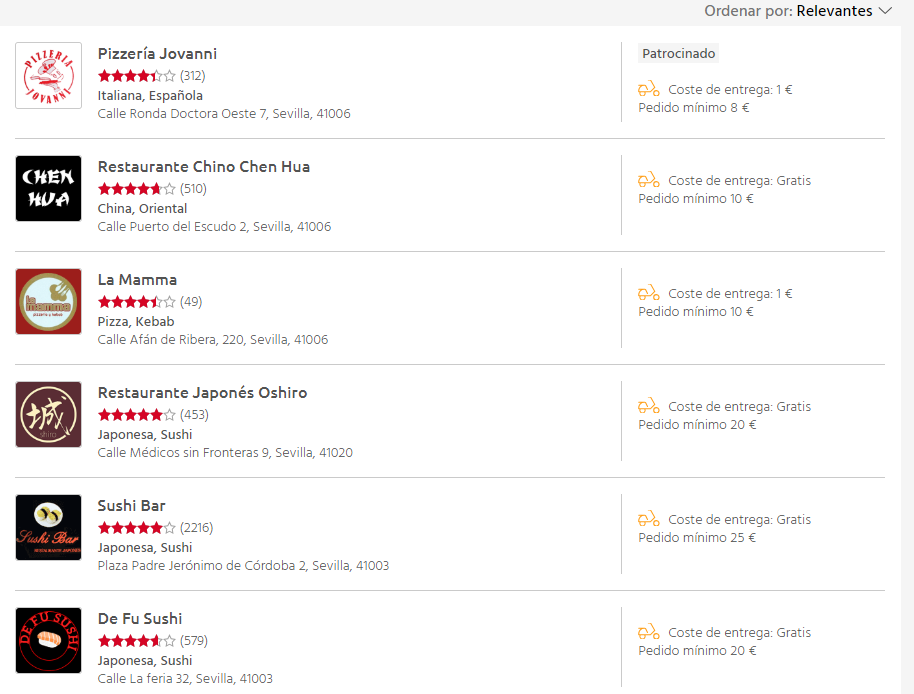 Ordenar por: Relevantes
PIZZERIA JOVANNI
Pizzería Jovanni
(312)
Italiana, Española
Calle Ronda Doctora Oeste 7, Sevilla, 41006
Patrocinado
Coste de entrega: 1 €
Pedido mínimo 8 €
CHEN HUA
Restaurante Chino Chen Hua
(510)
China, Oriental
Calle Puerto del Escudo 2, Sevilla, 41006
Coste de entrega: Gratis
Pedido mínimo 10 €
la mamma
pizzeria y kebab
La Mamma
(49)
Pizza, Kebab
Calle Afán de Ribera, 220, Sevilla, 41006
Coste de entrega: 1 €
Pedido mínimo 10 €
城
Restaurante Japonés Oshiro
(453)
Japonesa, Sushi
Calle Médicos sin Fronteras 9, Sevilla, 41020
Coste de entrega: Gratis
Pedido mínimo 20 €
Sushi Bar
RESTAURANTE JAPONÉS
Sushi Bar
(2216)
Japonesa, Sushi
Plaza Padre Jerónimo de Córdoba 2, Sevilla, 41003
Coste de entrega: Gratis
Pedido mínimo 25 €
DE FU SUSHI
De Fu Sushi
(579)
Japonesa, Sushi
Calle La feria 32, Sevilla, 41003
Coste de entrega: Gratis
Pedido mínimo 20 €